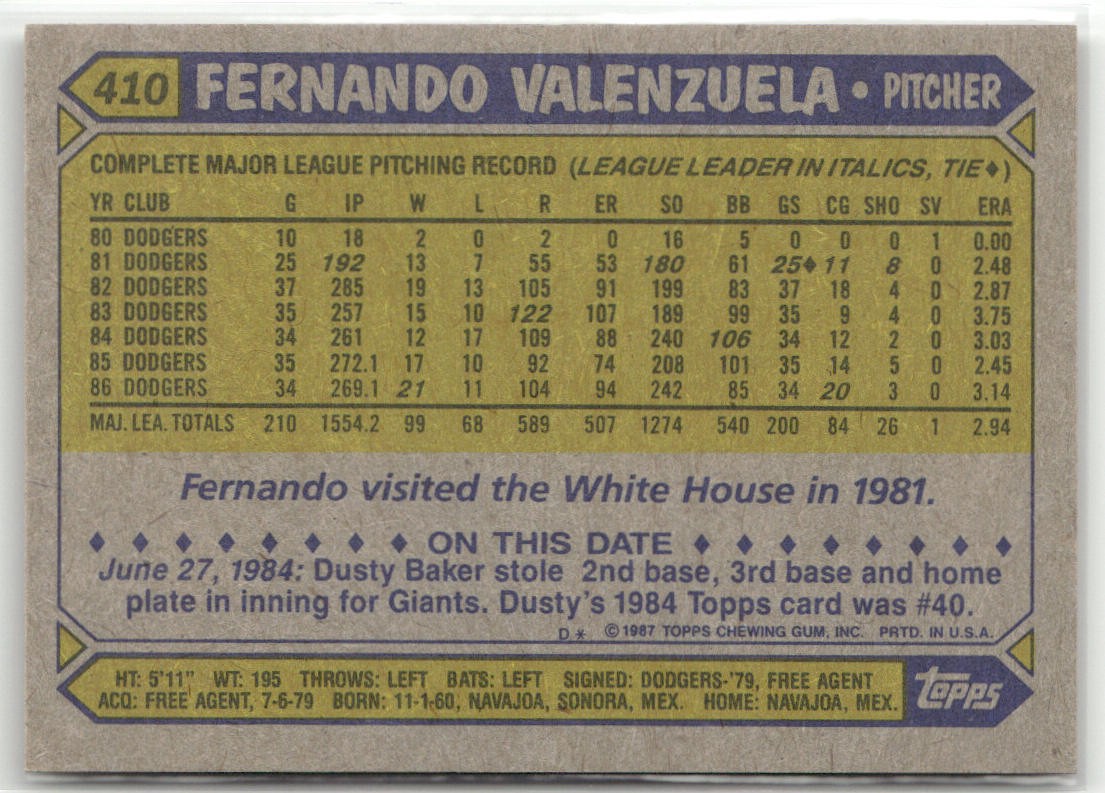 410 FERNANDO VALENZUELA • PITCHER
COMPLETE MAJOR LEAGUE PITCHING RECORD (LEAGUE LEADER IN ITALICS, TIE♦)
YR CLUB G IP W L R ER SO BB GS CG SHO SV ERA
80 DODGERS 10 18 2 0 2 0 16 5 0 0 0 1 0.00
81 DODGERS 25 192 13 7 55 53 180 61 25♦ 11 8 0 2.48
82 DODGERS 37 285 19 13 105 91 199 83 37 18 4 0 2.87
83 DODGERS 35 257 15 10 122 107 189 99 35 9 4 0 3.75
84 DODGERS 34 261 12 17 109 88 240 106 34 12 2 0 3.03
85 DODGERS 35 272.1 17 10 92 74 208 101 35 14 5 0 2.45
86 DODGERS 34 269.1 21 11 104 94 242 85 34 20 3 0 3.14
MAJ. LEA. TOTALS 210 1554.2 99 68 589 507 1274 540 200 84 26 1 2.94
Fernando visited the White House in 1981.
♦ ♦ ♦ ♦ ♦ ♦ ♦ ♦ ON THIS DATE ♦ ♦ ♦ ♦ ♦ ♦ ♦ ♦
June 27, 1984: Dusty Baker stole 2nd base, 3rd base and home
plate in inning for Giants. Dusty's 1984 Topps card was #40.
D* ©1987 TOPPS CHEWING GUM, INC. PRTD. IN U.S.A.
HT: 5'11" WT: 195 THROWS: LEFT BATS: LEFT SIGNED: DODGERS-'79, FREE AGENT
ACQ: FREE AGENT, 7-6-79 BORN: 11-1-60, NAVAJOA, SONORA, MEX. HOME: NAVAJOA, MEX.
topps